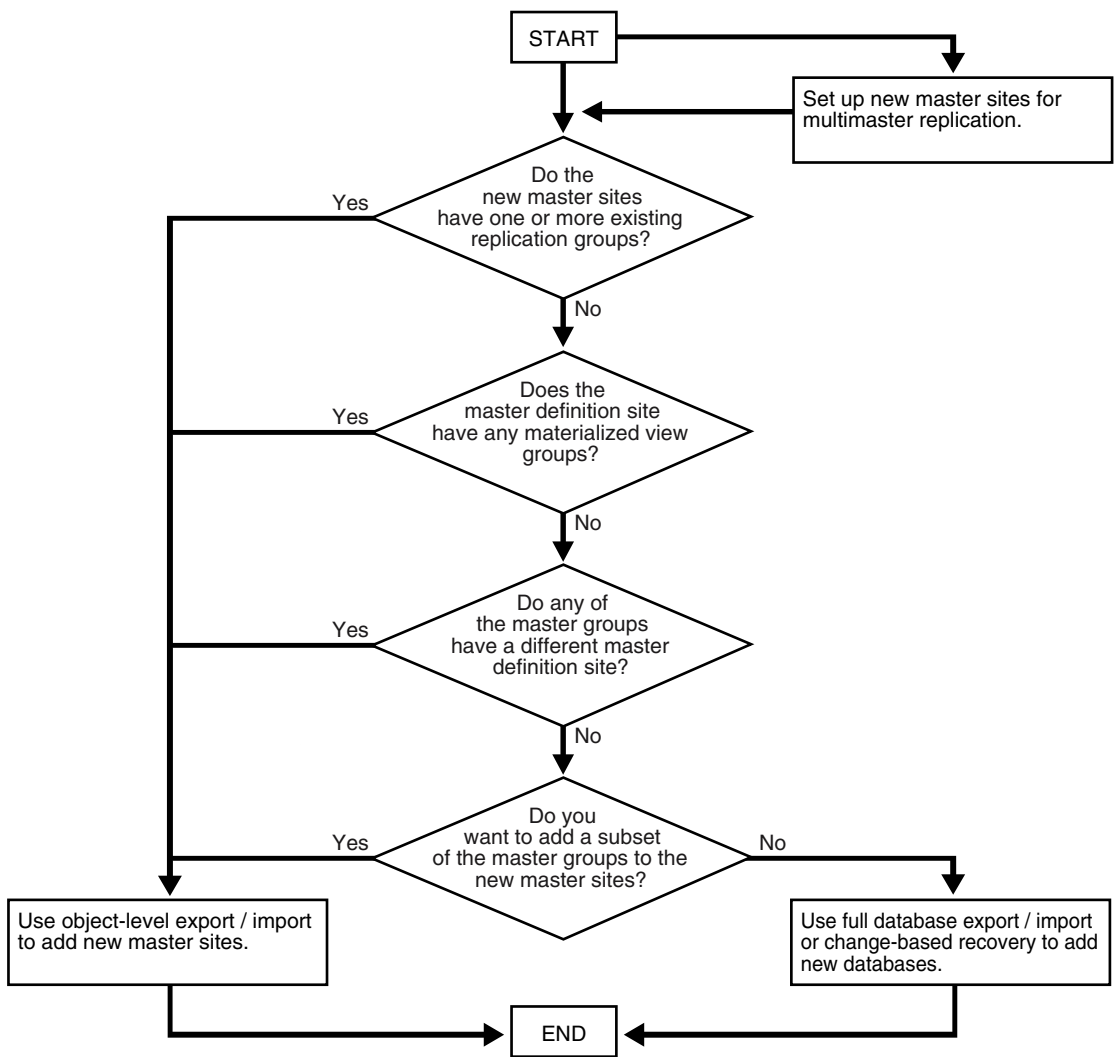 START
Set up new master sites for
multimaster replication.
Do the
new master sites
have one or more existing
replication groups?
Yes
No
Does the
master definition site
have any materialized view
groups?
Yes
No
Do any of
the master groups
have a different master
definition site?
Yes
No
Do you
want to add a subset
of the master groups to the
new master sites?
Yes
No
Use object-level export / import
to add new master sites.
Use full database export / import
or change-based recovery to add
new databases.
END